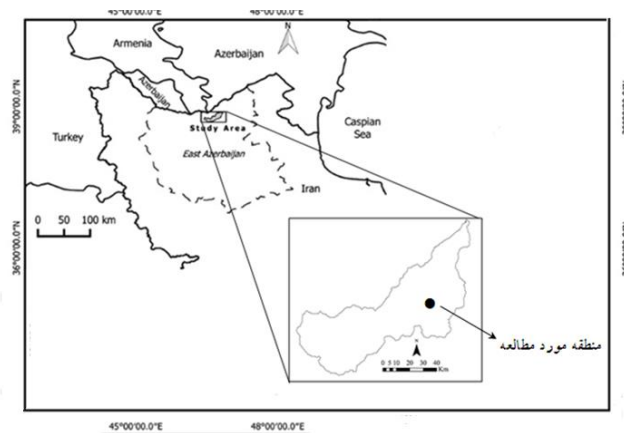 45°00'00.0"E 48°00'00.0"E
N
Armenia
Azerbaijan
Azerbaijan
39°00'00.0"N
Turkey
Study Area
Caspian
Sea
East Azerbaijan
Iran
0 50 100 km
36°00'00.0"N
N
0 5 10 20 30 40
Km
منطقه مورد مطالعه
45°00'00.0"E 48°00'00.0"E